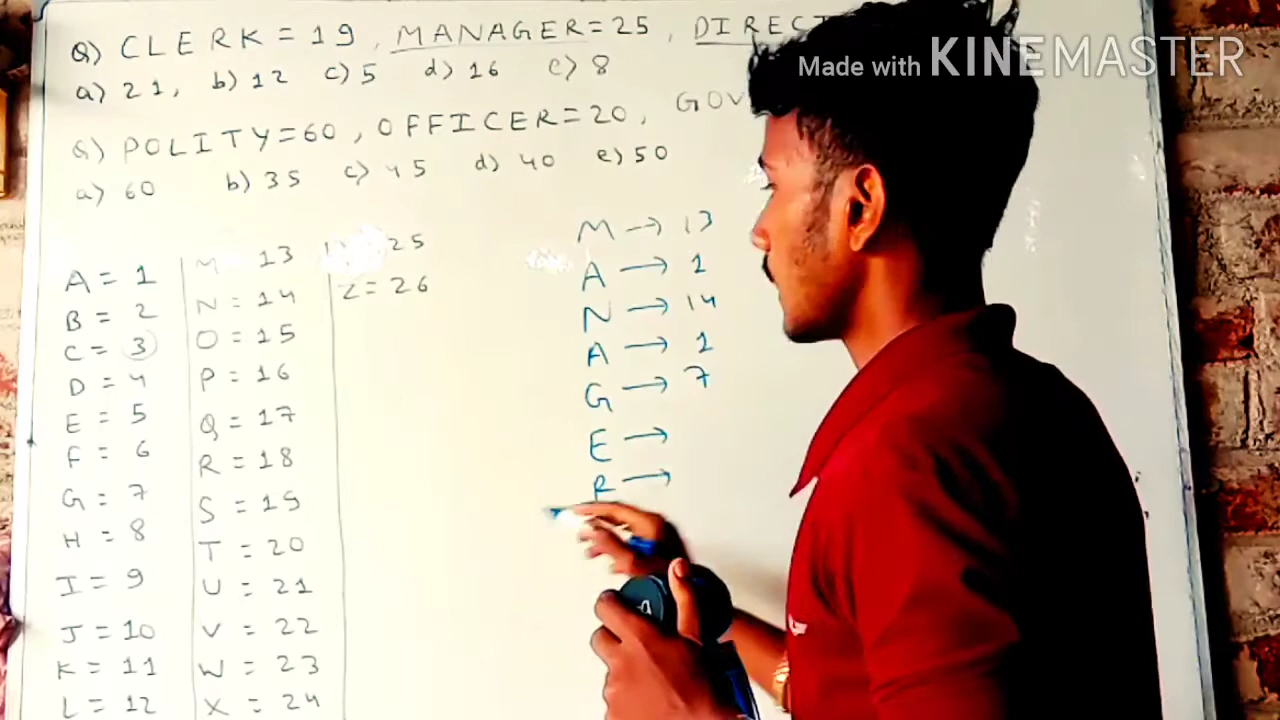 Made with KINEMASTER
Q) CLERK = 19, MANAGER = 25, DIREC
a) 21, b) 12 c) 5 d) 16 e) 8
Q) POLITY = 60, OFFICER = 20, GOV
a) 60 b) 35 c) 45 d) 40 e) 50
A = 1
B = 2
C = 3
D = 4
E = 5
F = 6
G = 7
H = 8
I = 9
J = 10
K = 11
L = 12
M 13
N = 14
O = 15
P = 16
Q = 17
R = 18
S = 19
T = 20
U = 21
V = 22
W = 23
X = 24
25
Z = 26
M → 13
A → 1
N → 14
A → 1
G → 7
E →
R →